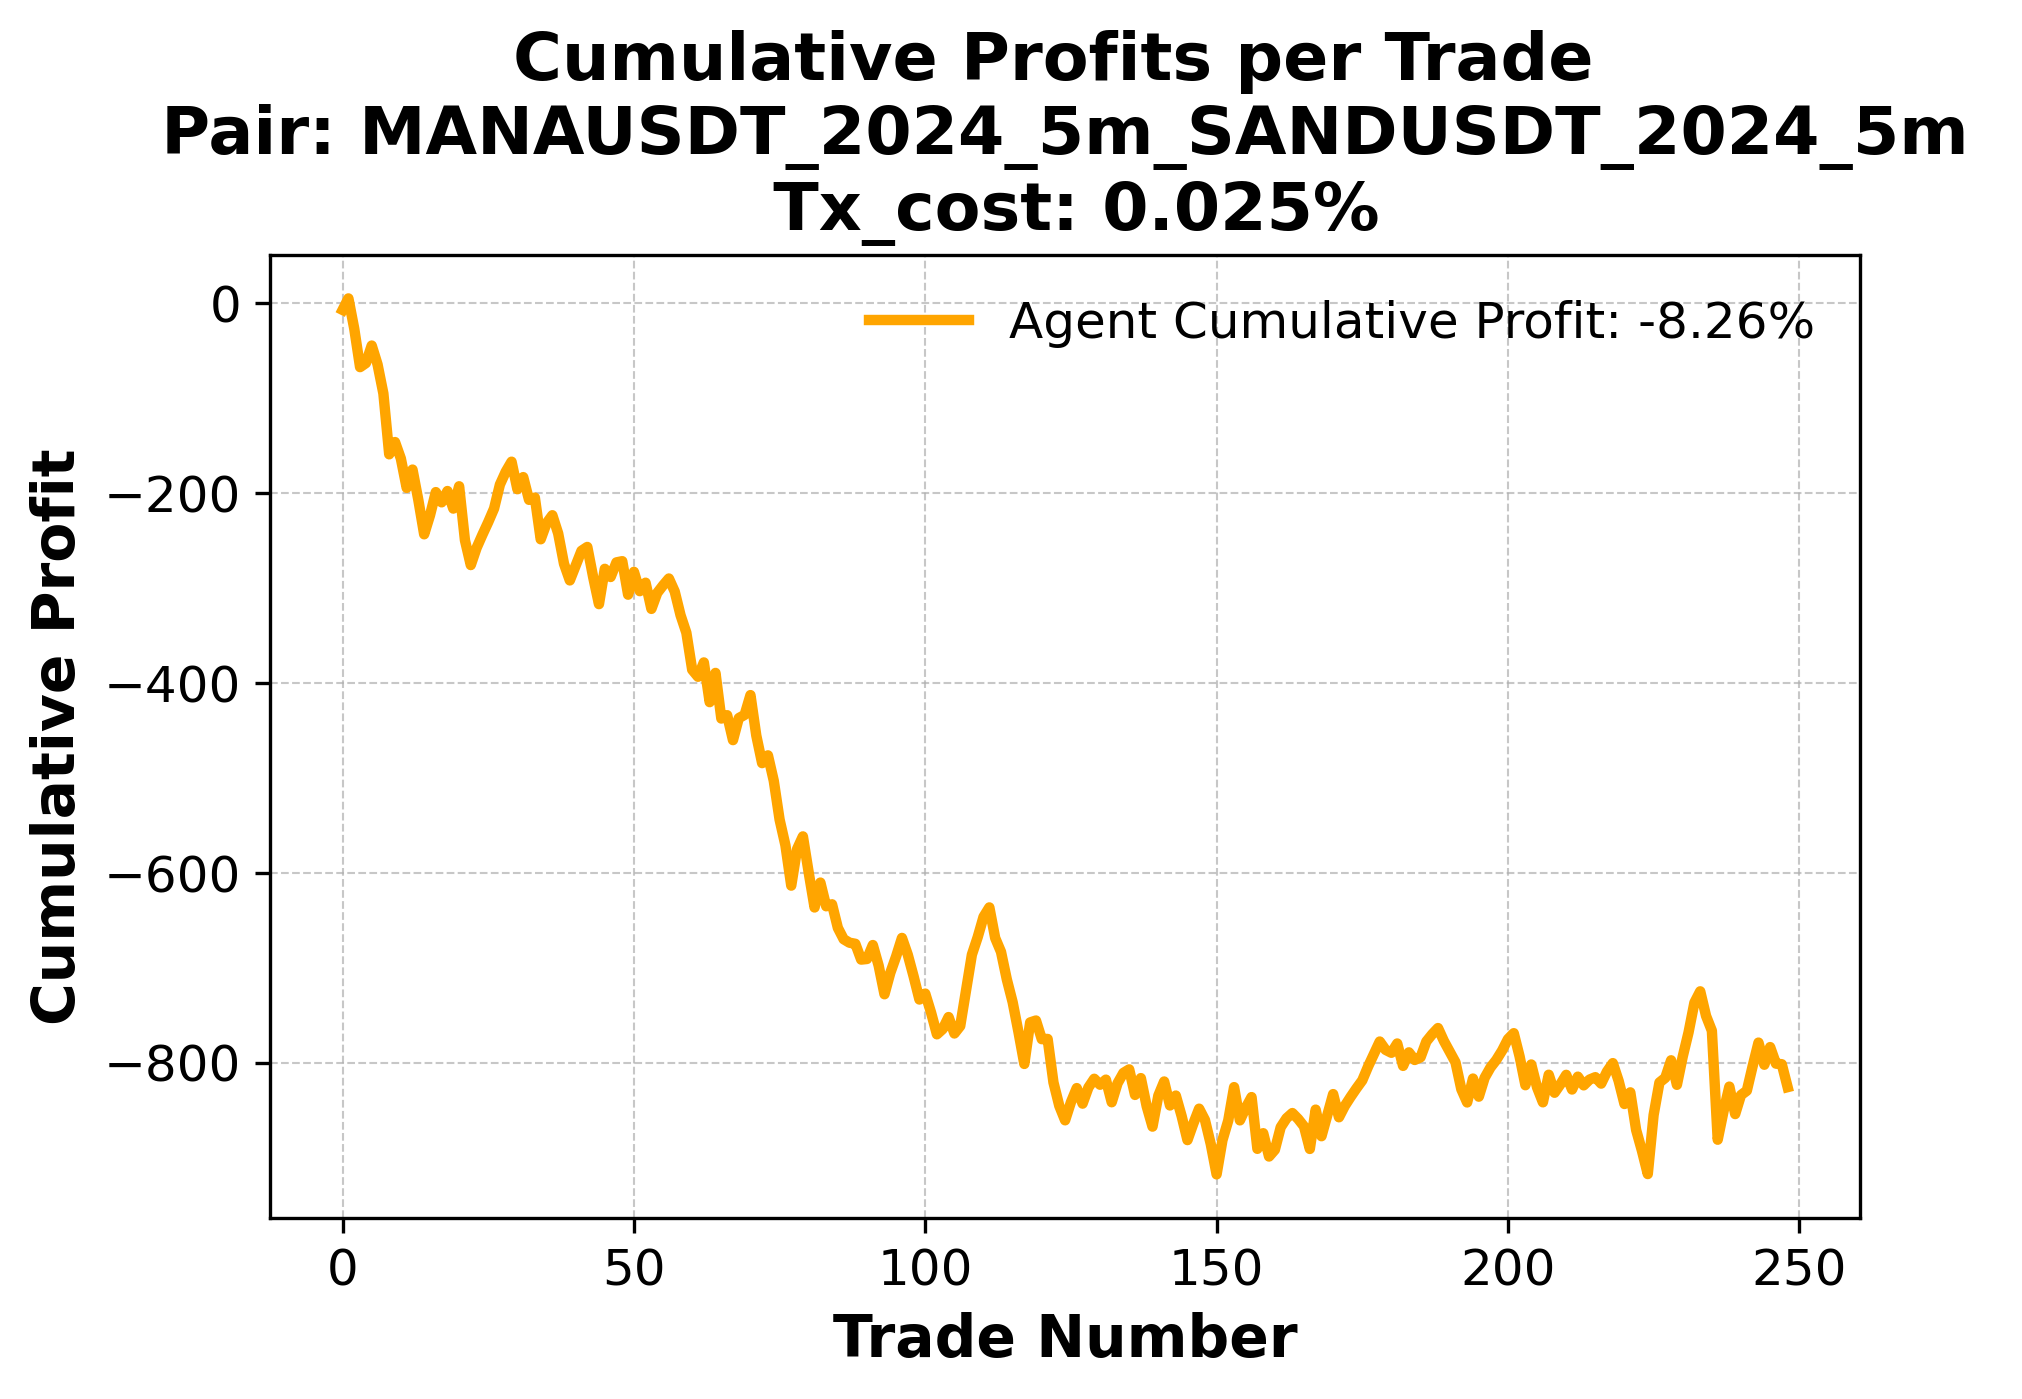 Cumulative Profits per Trade
Pair: MANAUSDT_2024_5m_SANDUSDT_2024_5m
Tx_cost: 0.025%
Agent Cumulative Profit: -8.26%
Cumulative Profit
0
−200
−400
−600
−800
0 50 100 150 200 250
Trade Number